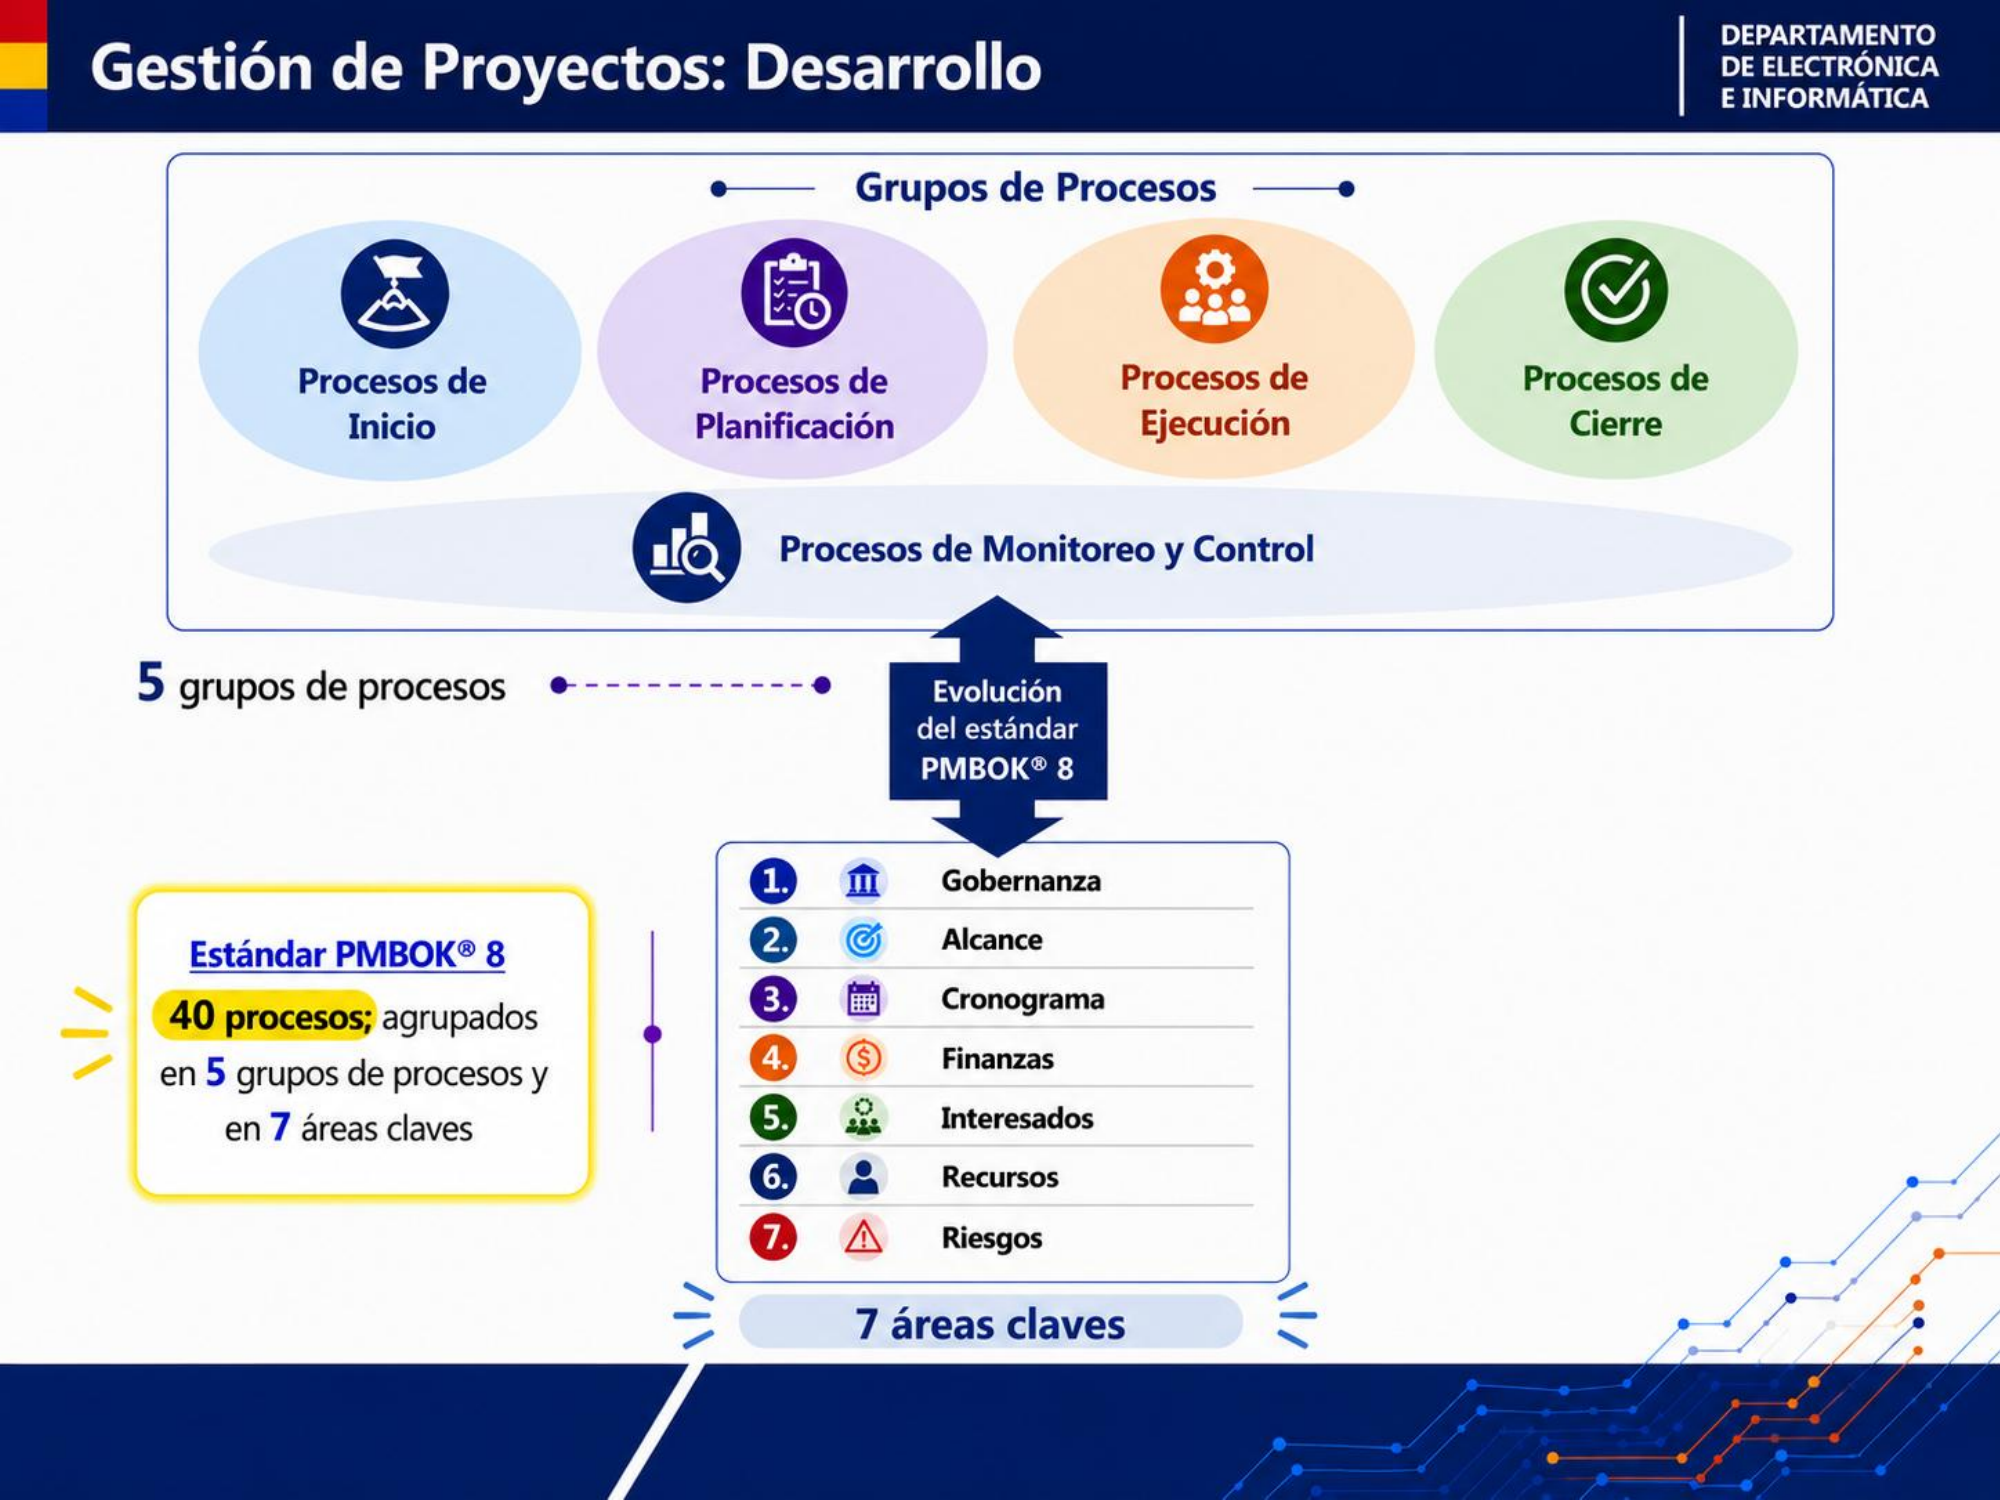 Gestión de Proyectos: Desarrollo
DEPARTAMENTO
DE ELECTRÓNICA
E INFORMÁTICA
Grupos de Procesos
Procesos de
Inicio
Procesos de
Planificación
Procesos de
Ejecución
Procesos de
Cierre
Procesos de Monitoreo y Control
5 grupos de procesos
Evolución
del estándar
PMBOK® 8
Estándar PMBOK® 8
40 procesos; agrupados
en 5 grupos de procesos y
en 7 áreas claves
1. Gobernanza
2. Alcance
3. Cronograma
4. Finanzas
5. Interesados
6. Recursos
7. Riesgos
7 áreas claves